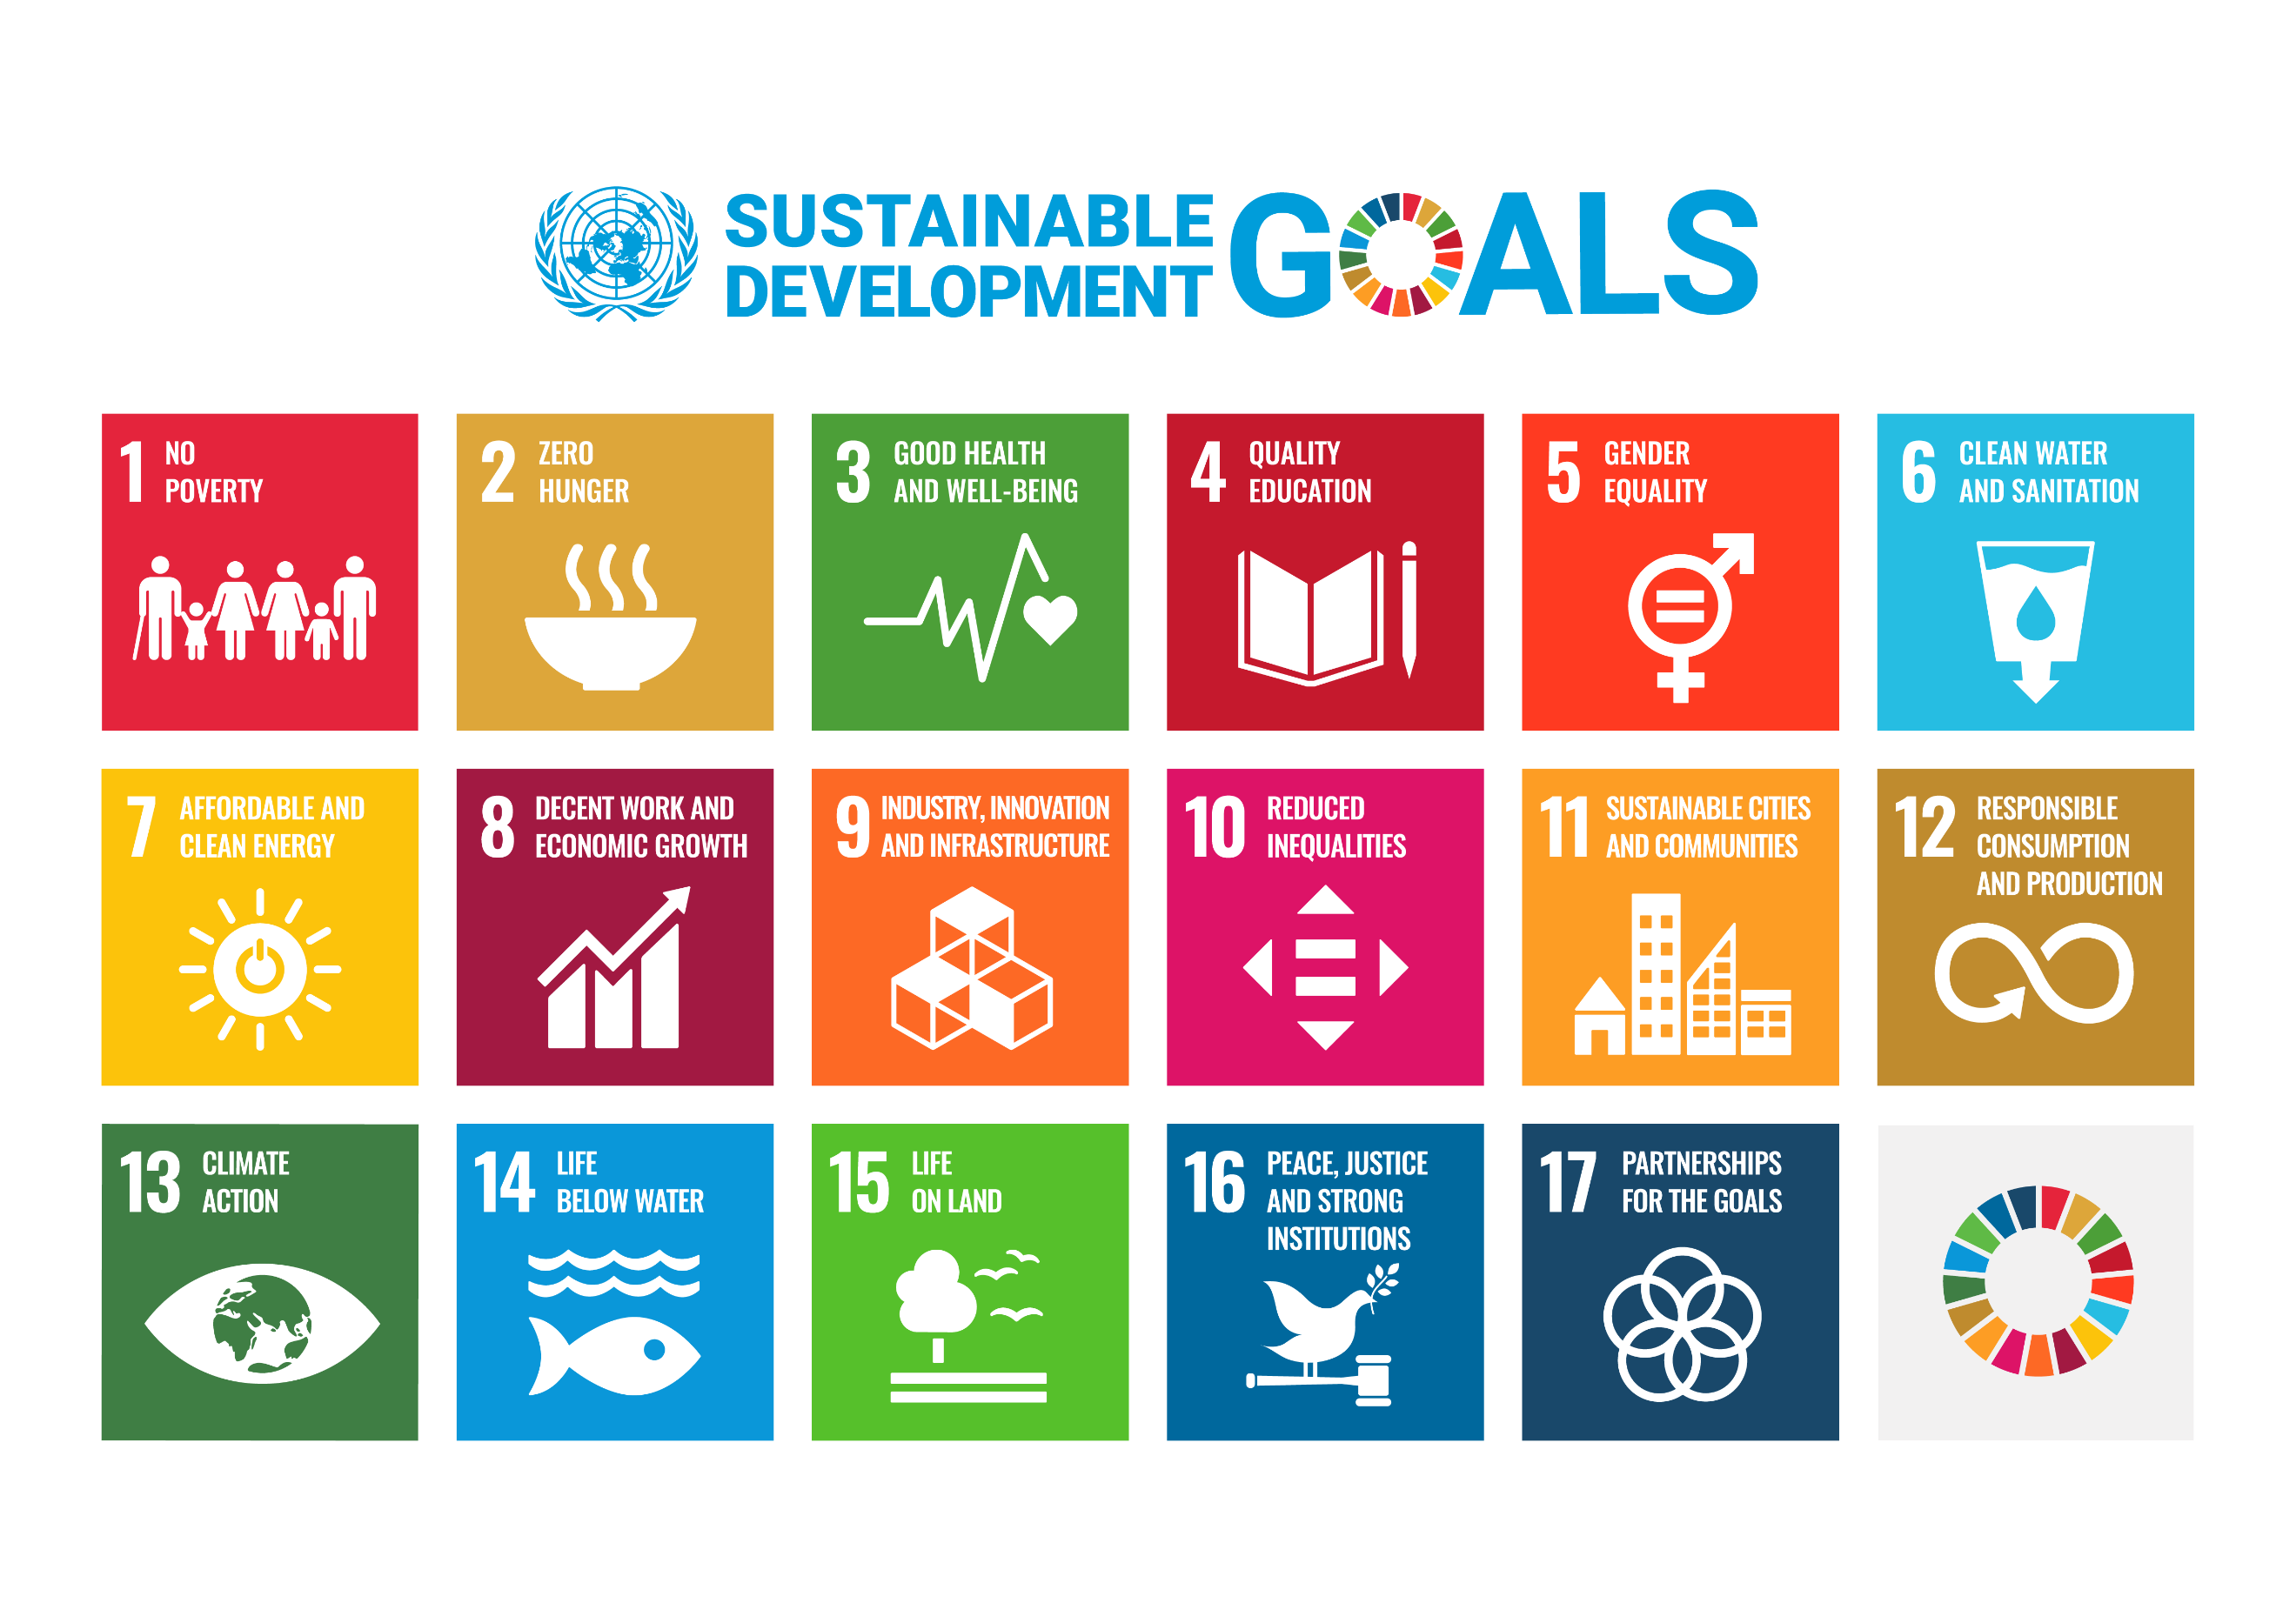 SUSTAINABLE
DEVELOPMENT
GOALS
1 NO
POVERTY
2 ZERO
HUNGER
3 GOOD HEALTH
AND WELL-BEING
4 QUALITY
EDUCATION
5 GENDER
EQUALITY
6 CLEAN WATER
AND SANITATION
7 AFFORDABLE AND
CLEAN ENERGY
8 DECENT WORK AND
ECONOMIC GROWTH
9 INDUSTRY, INNOVATION
AND INFRASTRUCTURE
10 REDUCED
INEQUALITIES
11 SUSTAINABLE CITIES
AND COMMUNITIES
12 RESPONSIBLE
CONSUMPTION
AND PRODUCTION
13 CLIMATE
ACTION
14 LIFE
BELOW WATER
15 LIFE
ON LAND
16 PEACE, JUSTICE
AND STRONG
INSTITUTIONS
17 PARTNERSHIPS
FOR THE GOALS